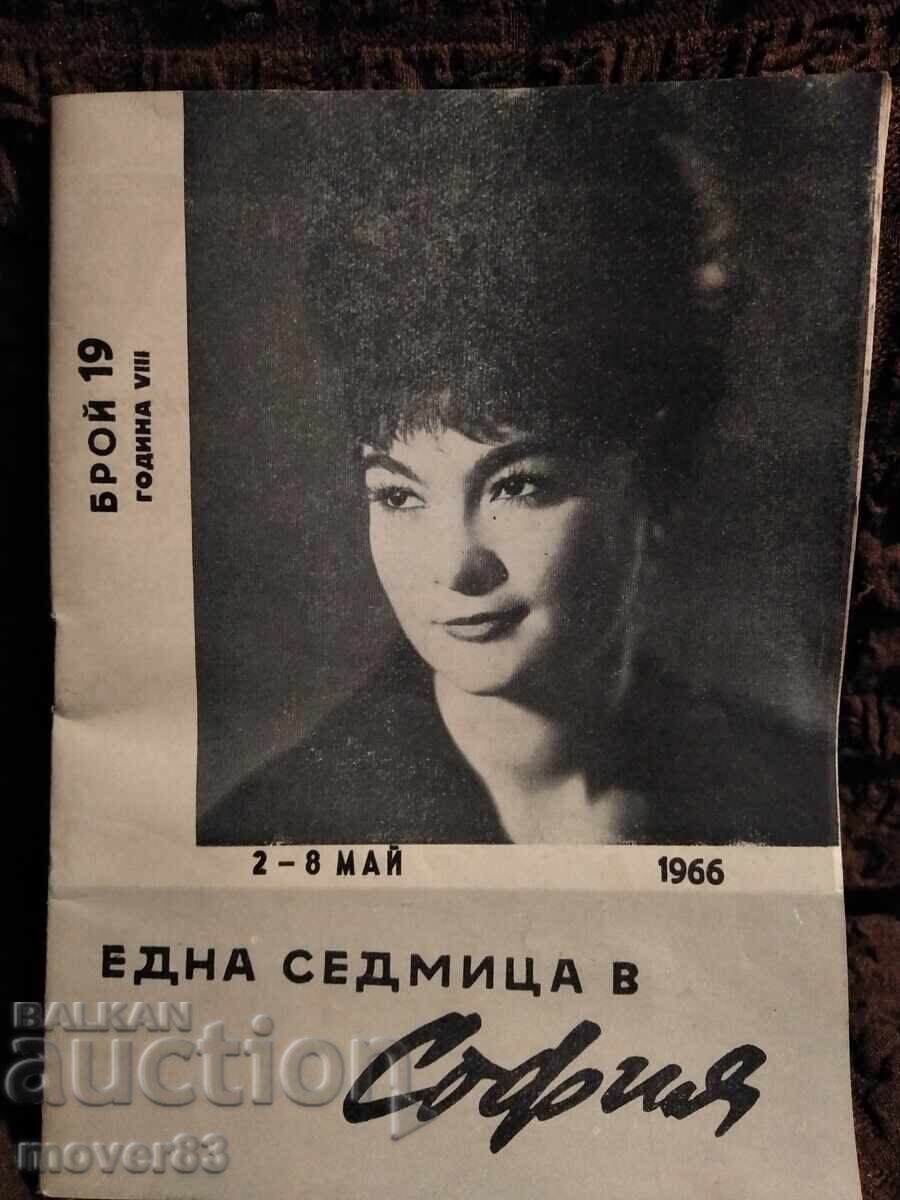 БРОЙ 19
ГОДИНА VIII
2-8 МАЙ 1966
ЕДНА СЕДМИЦА В
София
BALKAN
auction
mover83